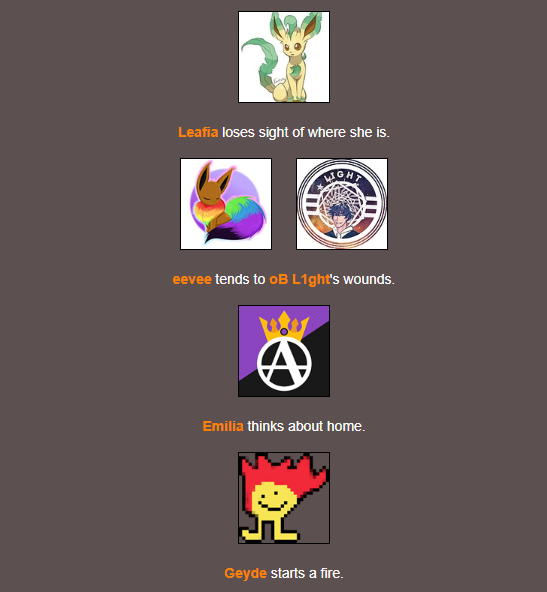 Leafia loses sight of where she is.
LIGHT
eevee tends to oB L1ght's wounds.
A
Emilia thinks about home.
Geyde starts a fire.